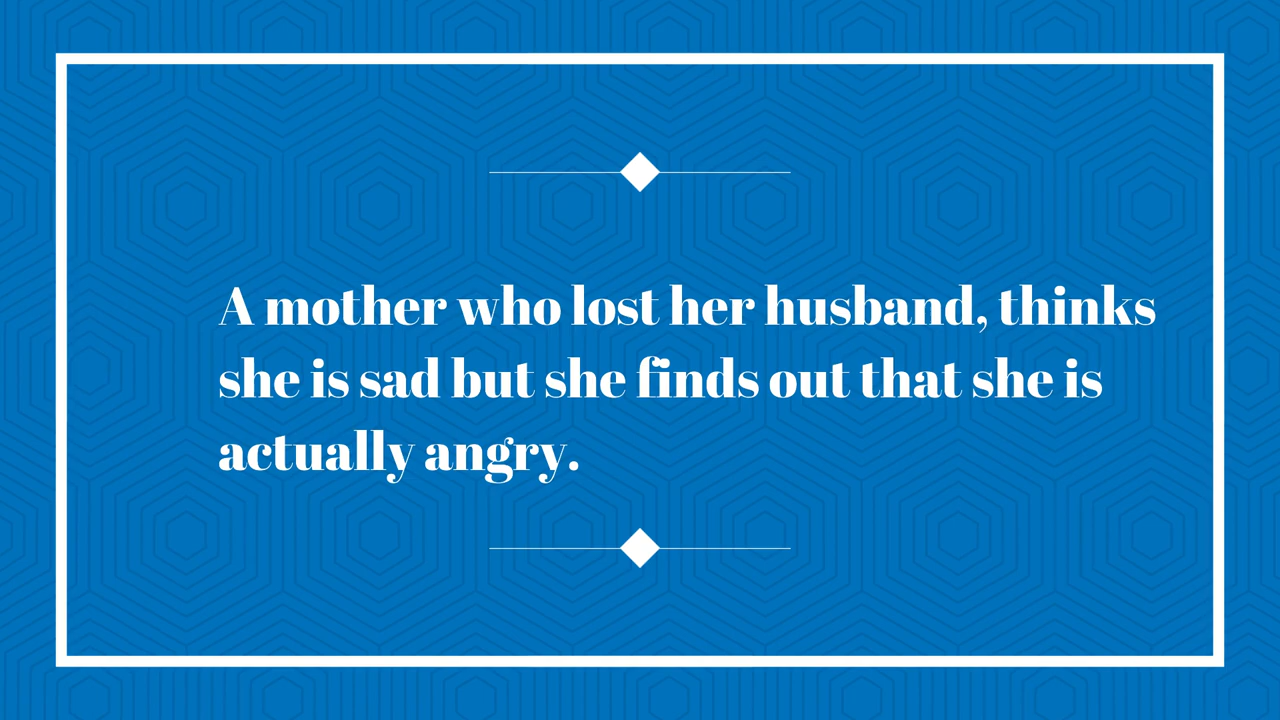 A mother who lost her husband, thinks
she is sad but she finds out that she is
actually angry.